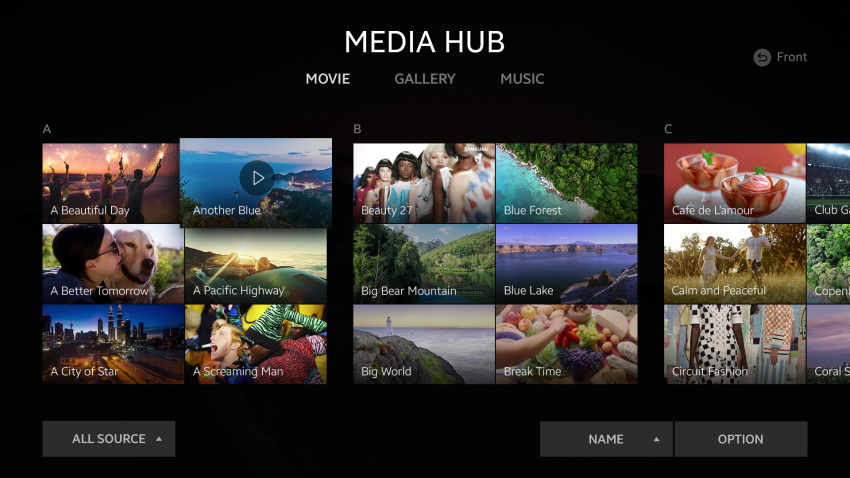 MEDIA HUB
Front
MOVIE GALLERY MUSIC
A
B
C
SAMSUNG
A Beautiful Day
Another Blue
Beauty 27
Blue Forest
Cafe de L'amour
Club Ga
A Better Tomorrow
A Pacific Highway
Big Bear Mountain
Blue Lake
Calm and Peaceful
Copenh
A City of Star
A Screaming Man
Big World
Break Time
Circuit Fashion
Coral S
ALL SOURCE
NAME
OPTION